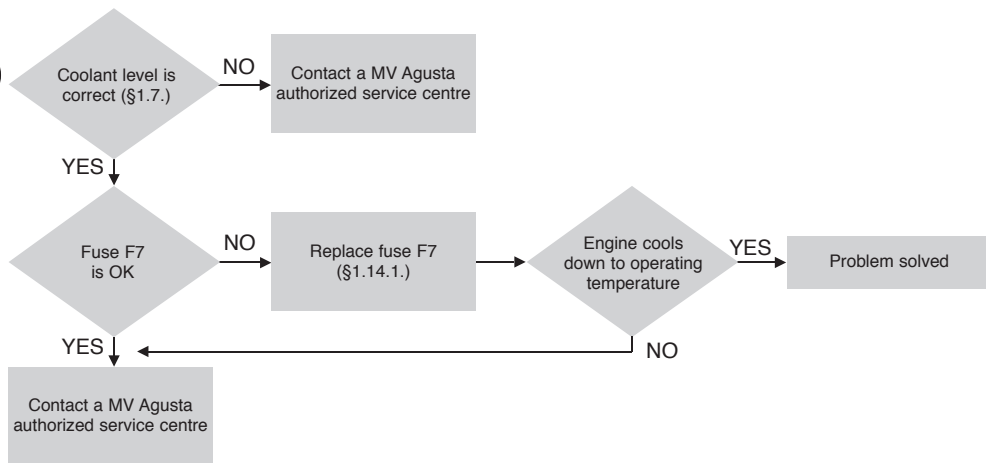 )
Coolant level is
correct (§1.7.)
NO
Contact a MV Agusta
authorized service centre
YES
Fuse F7
is OK
NO
Replace fuse F7
(§1.14.1.)
Engine cools
down to operating
temperature
YES
Problem solved
YES
NO
Contact a MV Agusta
authorized service centre